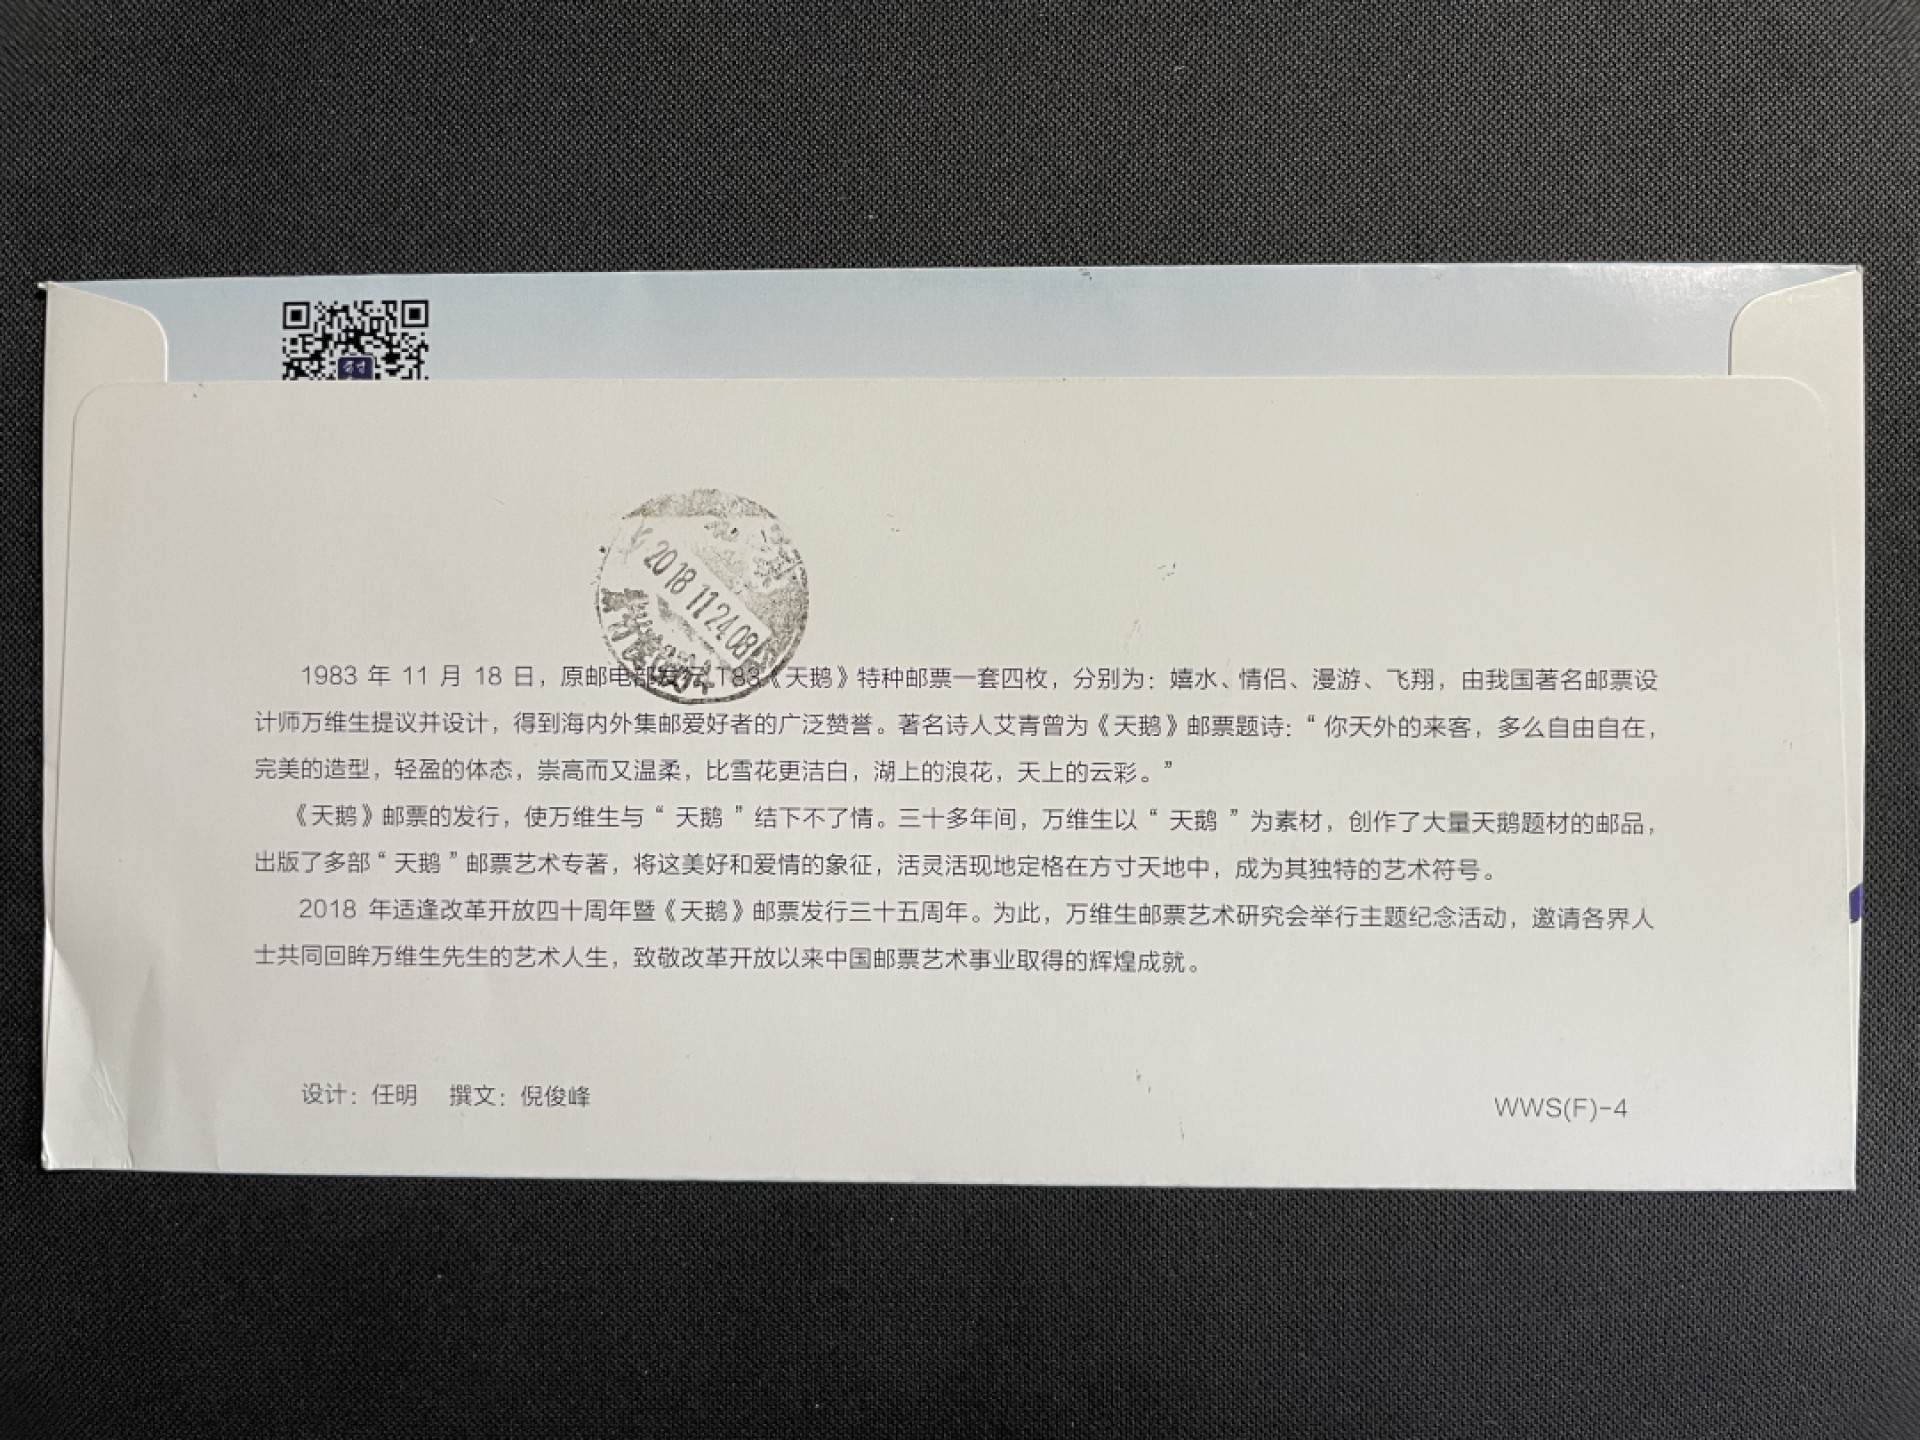 2018 11 24 08
1983 年 11 月 18 日，原邮电部发行 T83《天鹅》特种邮票一套四枚，分别为：嬉水、情侣、漫游、飞翔，由我国著名邮票设
计师万维生提议并设计，得到海内外集邮爱好者的广泛赞誉。著名诗人艾青曾为《天鹅》邮票题诗：“你天外的来客，多么自由自在，
完美的造型，轻盈的体态，崇高而又温柔，比雪花更洁白，湖上的浪花，天上的云彩。”
《天鹅》邮票的发行，使万维生与“天鹅”结下不了情。三十多年间，万维生以“天鹅”为素材，创作了大量天鹅题材的邮品，
出版了多部“天鹅”邮票艺术专著，将这美好和爱情的象征，活灵活现地定格在方寸天地中，成为其独特的艺术符号。
2018 年适逢改革开放四十周年暨《天鹅》邮票发行三十五周年。为此，万维生邮票艺术研究会举行主题纪念活动，邀请各界人
士共同回眸万维生先生的艺术人生，致敬改革开放以来中国邮票艺术事业取得的辉煌成就。
设计：任明　撰文：倪俊峰
WWS(F)-4